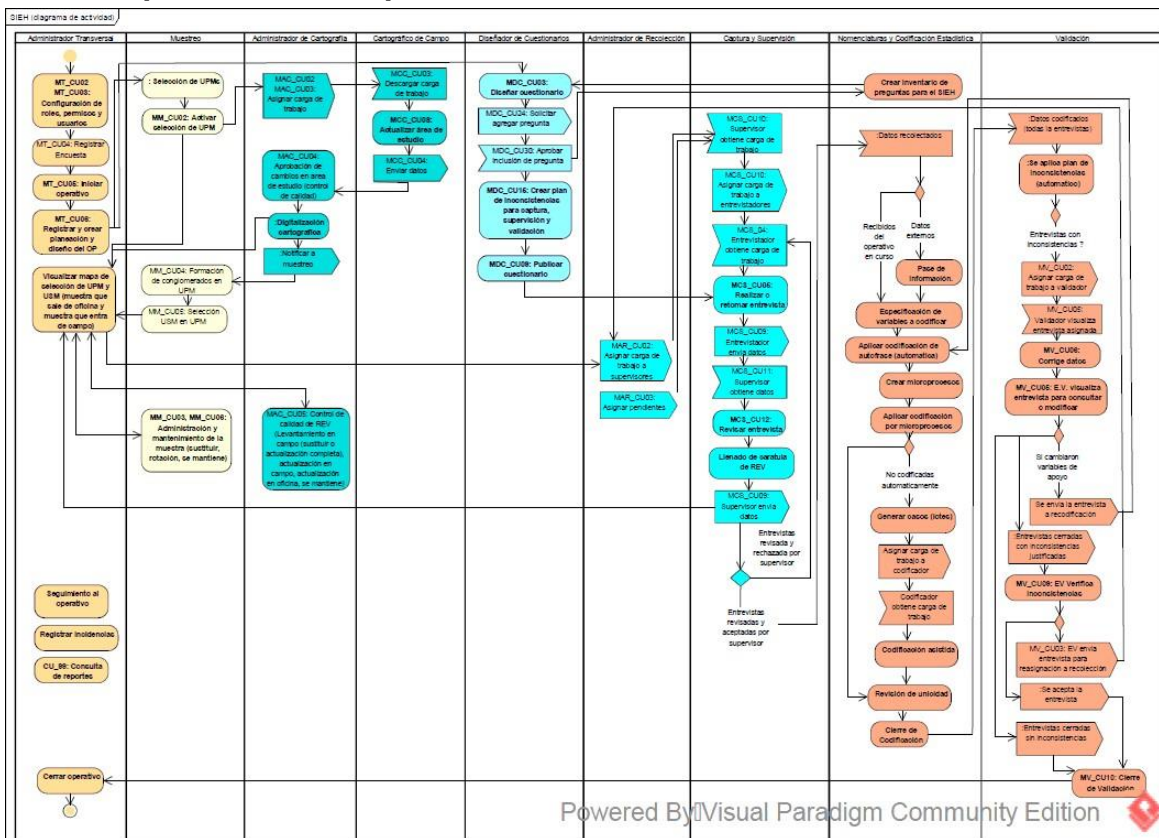 SIEH (diagrama de actividad)
Administrador Transversal
Muestreo
Administrador de Cartografía
Cartográfico de Campo
Diseñador de Cuestionarios
Administrador de Recolección
Captura y Supervisión
Nomenclaturas y Codificación Estadística
Validación
MT_CU02
MT_CU03:
Configuración de
roles, permisos y
usuarios
MT_CU04: Registrar
Encuesta
MT_CU05: Iniciar
operativo
MT_CU06:
Registrar y crear
planeación y
diseño del OP
Visualizar mapa de
selección de UPM y
USM (muestra que
sale de oficina y
muestra que entra
de campo)
Seguimiento al
operativo
Registrar incidencias
CU_99: Consulta
de reportes
Cerrar operativo
: Selección de UPMs
MM_CU02: Activar
selección de UPM
MM_CU04: Formación
de conglomerados en
UPM
MM_CU05: Selección
USM en UPM
MM_CU03, MM_CU06:
Administración y
mantenimiento de la
muestra (sustituir,
rotación, se mantiene)
MAC_CU02
MAC_CU03:
Asignar carga de
trabajo
MAC_CU04:
Aprobación de
cambios en area de
estudio (control de
calidad)
:Digitalización
cartografica
:Notificar a
muestreo
MAC_CU05: Control de
calidad de REV
(Levantamiento en
campo (sustituir o
actualización completa),
actualización en
campo, actualización
en oficina, se mantiene)
MCC_CU03:
Descargar carga
de trabajo
MCC_CU08:
Actualizar área de
estudio
MCC_CU04:
Enviar datos
MDC_CU03:
Diseñar cuestionario
MDC_CU24: Solicitar
agregar pregunta
MDC_CU30: Aprobar
inclusión de pregunta
MDC_CU16: Crear plan
de inconsistencias
para captura,
supervisión y
validación
MDC_CU09: Publicar
cuestionario
MAR_CU02:
Asignar carga de
trabajo a
supervisores
MAR_CU03:
Asignar pendientes
MCS_CU10:
Supervisor
obtiene carga de
trabajo
MCS_CU10:
Asignar carga de
trabajo a
entrevistadores
MCS_04:
Entrevistador
obtiene carga de
trabajo
MCS_CU06:
Realizar o
retomar entrevista
MCS_CU09:
Entrevistador
envia datos
MCS_CU11:
Supervisor
obtiene datos
MCS_CU12:
Revisar entrevista
Llenado de caratula
de REV
MCS_CU09:
Supervisor envia
datos
Entrevistas
revisada y
rechazada por
supervisor
Entrevistas
revisadas y
aceptadas por
supervisor
Crear inventario de
preguntas para el SIEH
:Datos recolectados
Recibidos
del
operativo
en curso
Datos
externos
Pase de
información.
Especificación de
variables a codificar
Aplicar codificación de
autofrase (automatica)
Crear microprocesos
Aplicar codificación
por microprocesos
No codificadas
automaticamente
Generar casos (lotes)
Asignar carga de
trabajo a
codificador
Codificador
obtiene carga de
trabajo
Codificación asistida
Revisión de unicidad
Cierre de
Codificación
:Datos codificados
(todas la entrevistas)
:Se aplica plan de
inconsistencias
(automatico)
Entrevistas con
inconsistencias ?
MV_CU02:
Asignar carga de
trabajo a validador
MV_CU05:
Validador visualiza
entrevista asignada
MV_CU06:
Corrige datos
MV_CU05: E.V. visualiza
entrevista para consultar
o modificar
Si cambiaron
variables de
apoyo
Se envia la entrevista
a recodificación
:Entrevistas cerradas
con inconsistencias
justificadas
MV_CU09: EV Verifica
inconsistencias
MV_CU03: EV envia
entrevista para
reasignación a recolección
:Se acepta la
entrevista
:Entrevistas cerradas
sin inconsistencias
MV_CU10: Cierre
de Validación
Powered By Visual Paradigm Community Edition